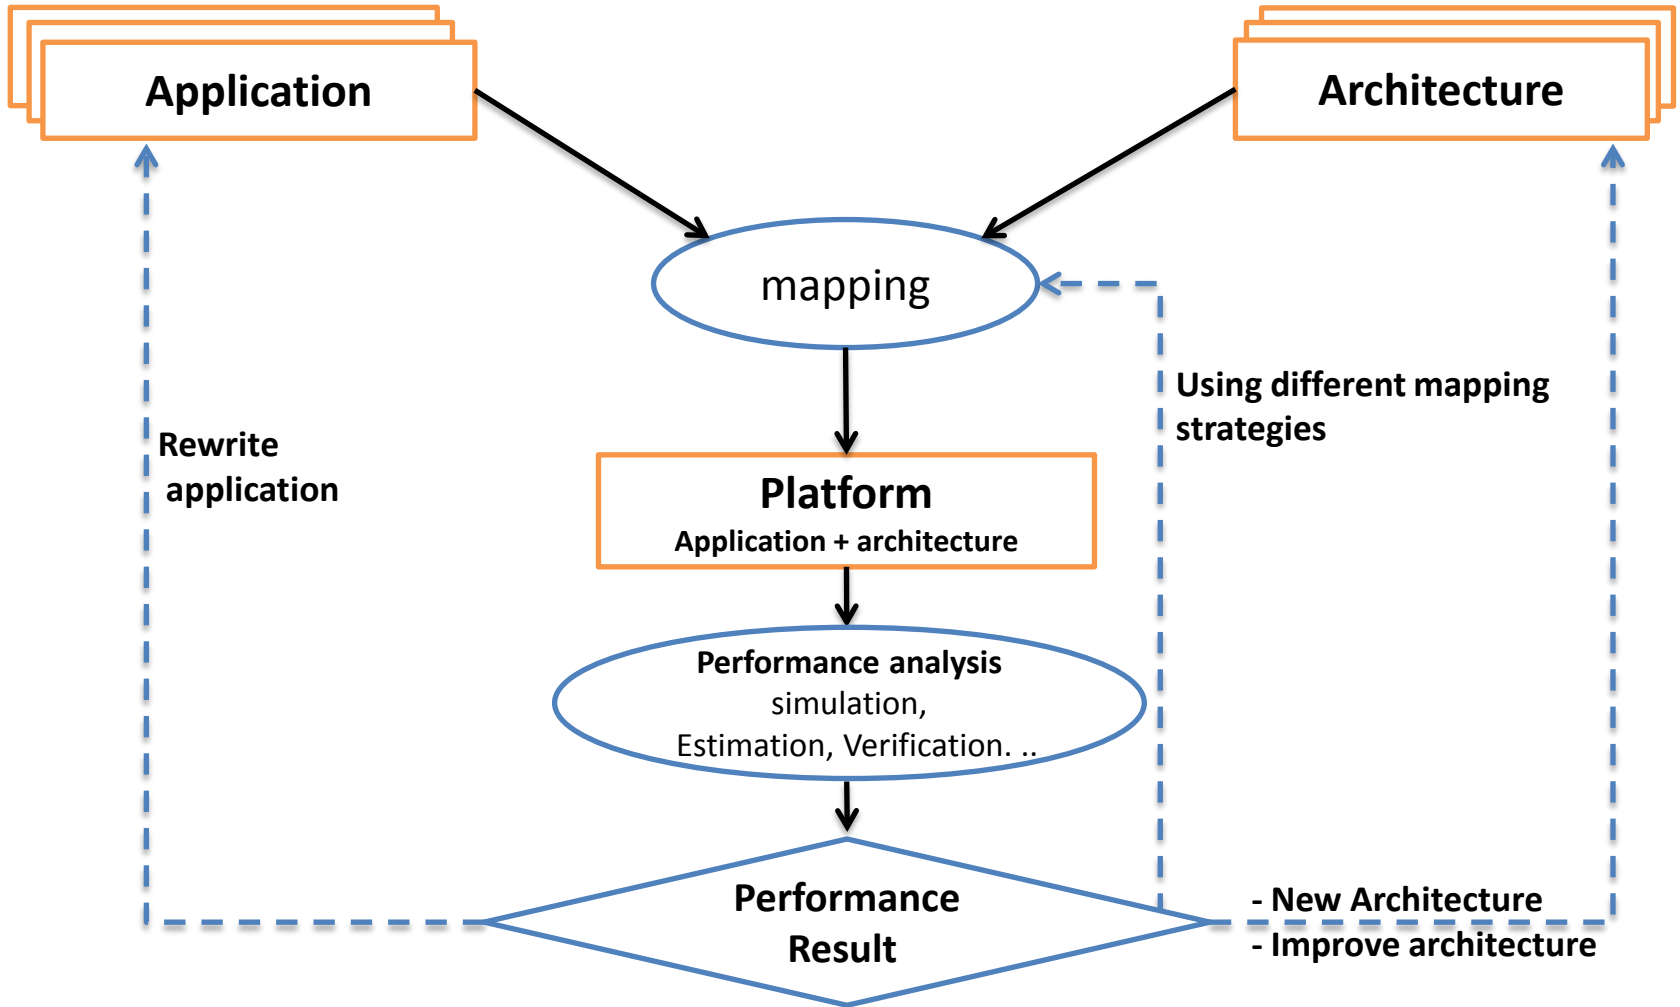 Application
Architecture
mapping
Using different mapping
strategies
Rewrite
application
Platform
Application + architecture
Performance analysis
simulation,
Estimation, Verification. ..
Performance
Result
- New Architecture
- Improve architecture